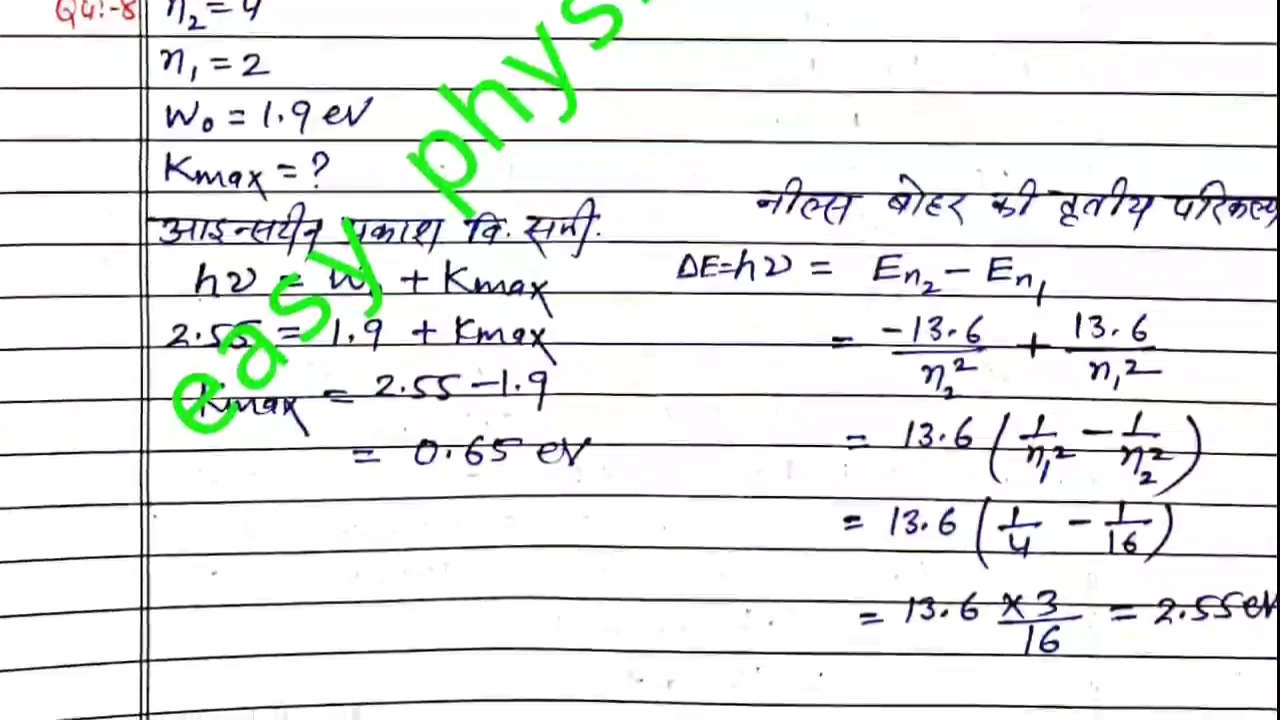 Q4:-8
n₂ = 4
n₁ = 2
W₀ = 1.9 eV
Kmax = ?
आइन्सटीन प्रकाश वि. समी.
hν = W₀ + Kmax
2.55 = 1.9 + Kmax
Kmax = 2.55 - 1.9
= 0.65 eV
नील्स बोहर की तृतीय
ΔE = hν = En₂ - En₁
= -13.6/n₂² + 13.6/n₁²
= 13.6 (1/n₁² - 1/n₂²)
= 13.6 (1/4 - 1/16)
= 13.6 × 3/16 = 2.55 eV
easy phys